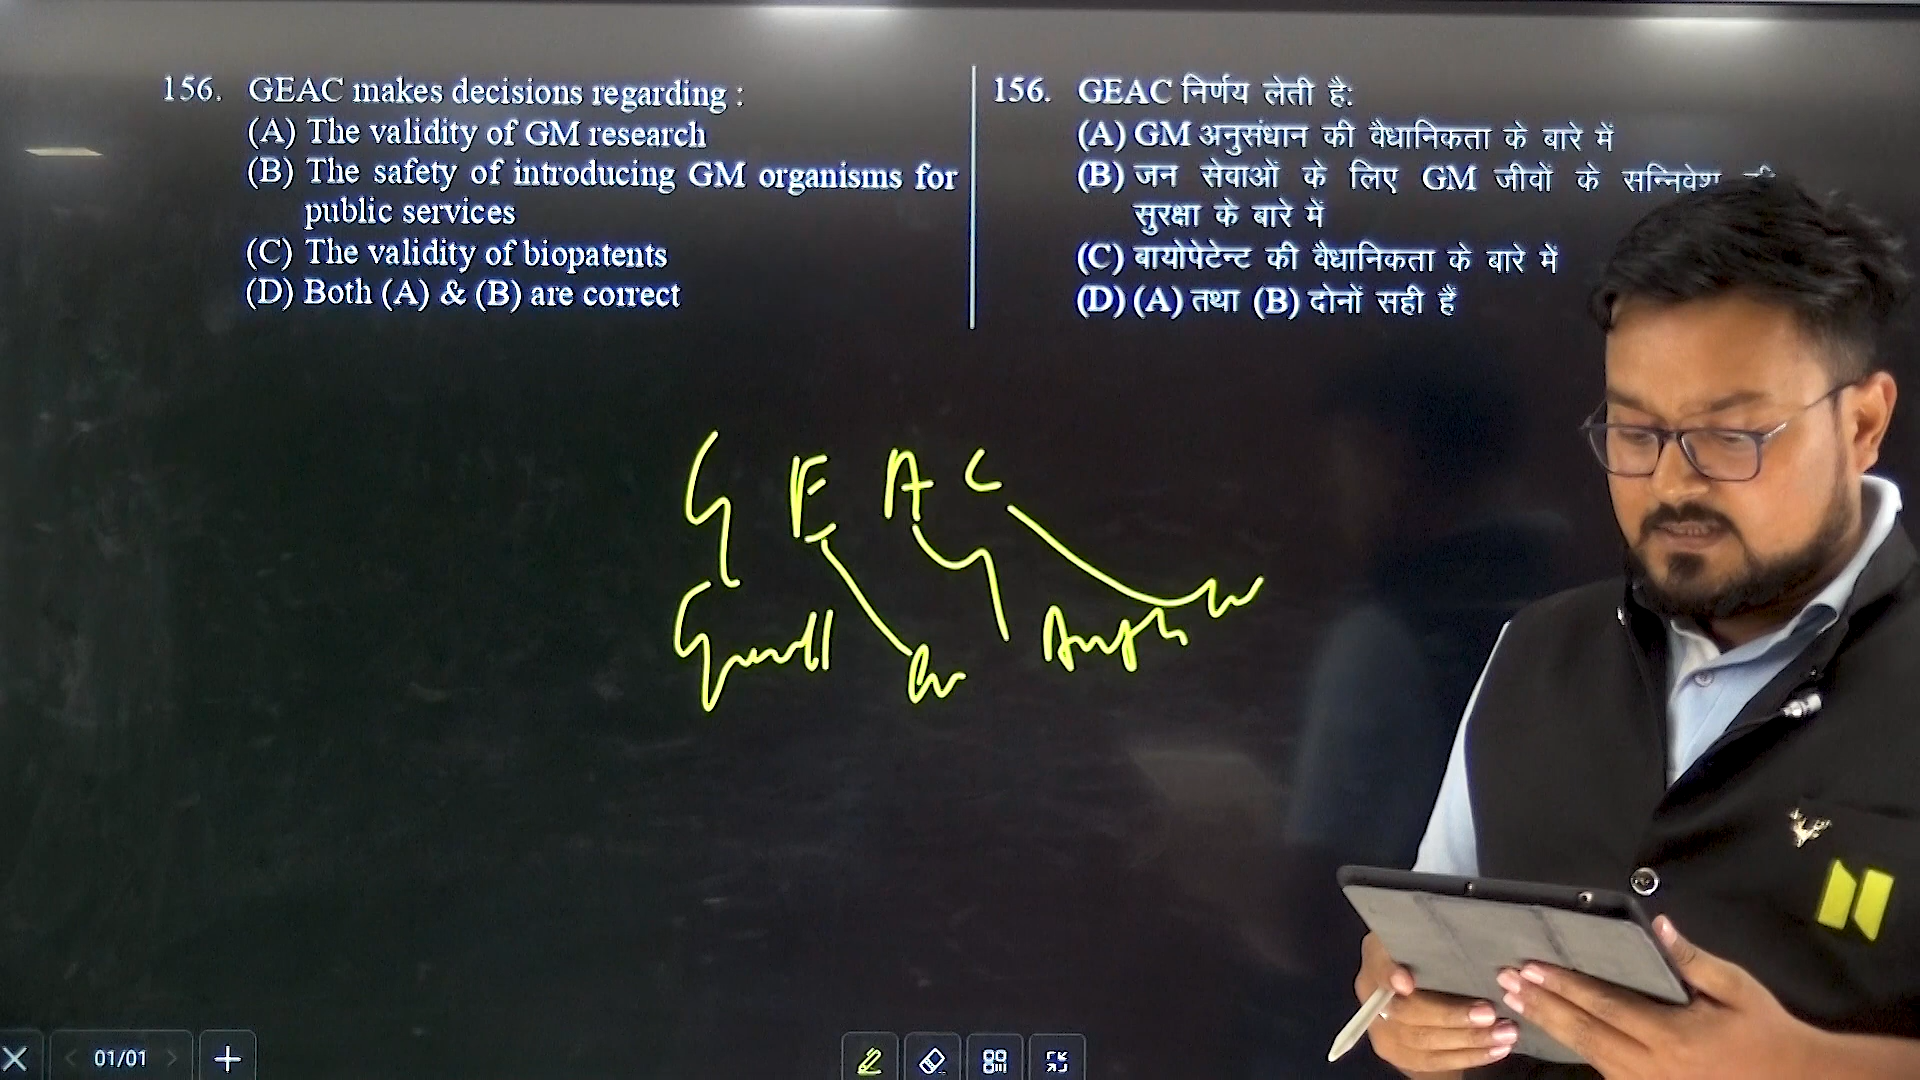 156. GEAC makes decisions regarding :
(A) The validity of GM research
(B) The safety of introducing GM organisms for
public services
(C) The validity of biopatents
(D) Both (A) & (B) are correct
156. GEAC निर्णय लेती है:
(A) GM अनुसंधान की वैधानिकता के बारे में
(B) जन सेवाओं के लिए GM जीवों के सन्निवेश की
सुरक्षा के बारे में
(C) बायोपेटेन्ट की वैधानिकता के बारे में
(D) (A) तथा (B) दोनों सही हैं
G E A C
01/01